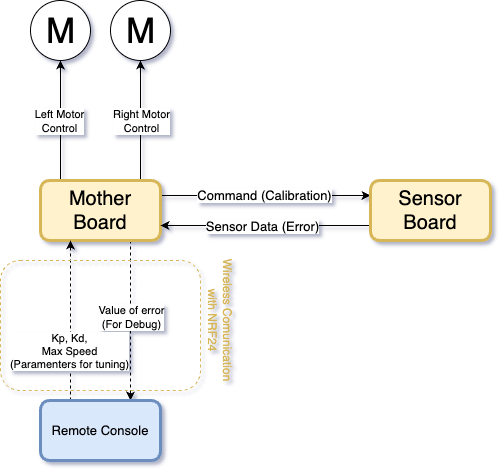 M
M
Left Motor
Control
Right Motor
Control
Mother
Board
Command (Calibration)
Sensor
Board
Sensor Data (Error)
Wireless Comunication
with NRF24
Value of error
(For Debug)
Kp, Kd,
Max Speed
(Paramenters for tuning)
Remote Console